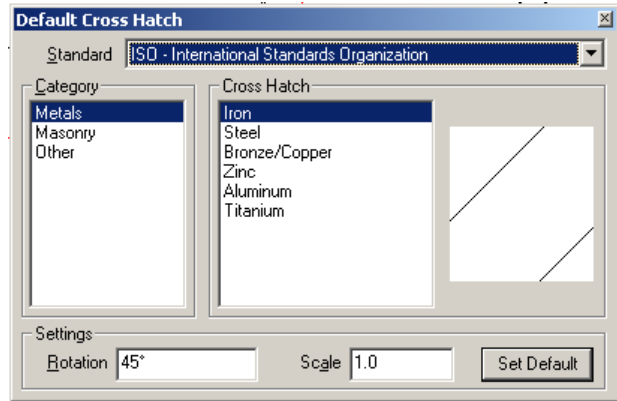 Default Cross Hatch
Standard ISO - International Standards Organization
Category
Metals
Masonry
Other
Cross Hatch
Iron
Steel
Bronze/Copper
Zinc
Aluminum
Titanium
Settings
Rotation 45° Scale 1.0 Set Default